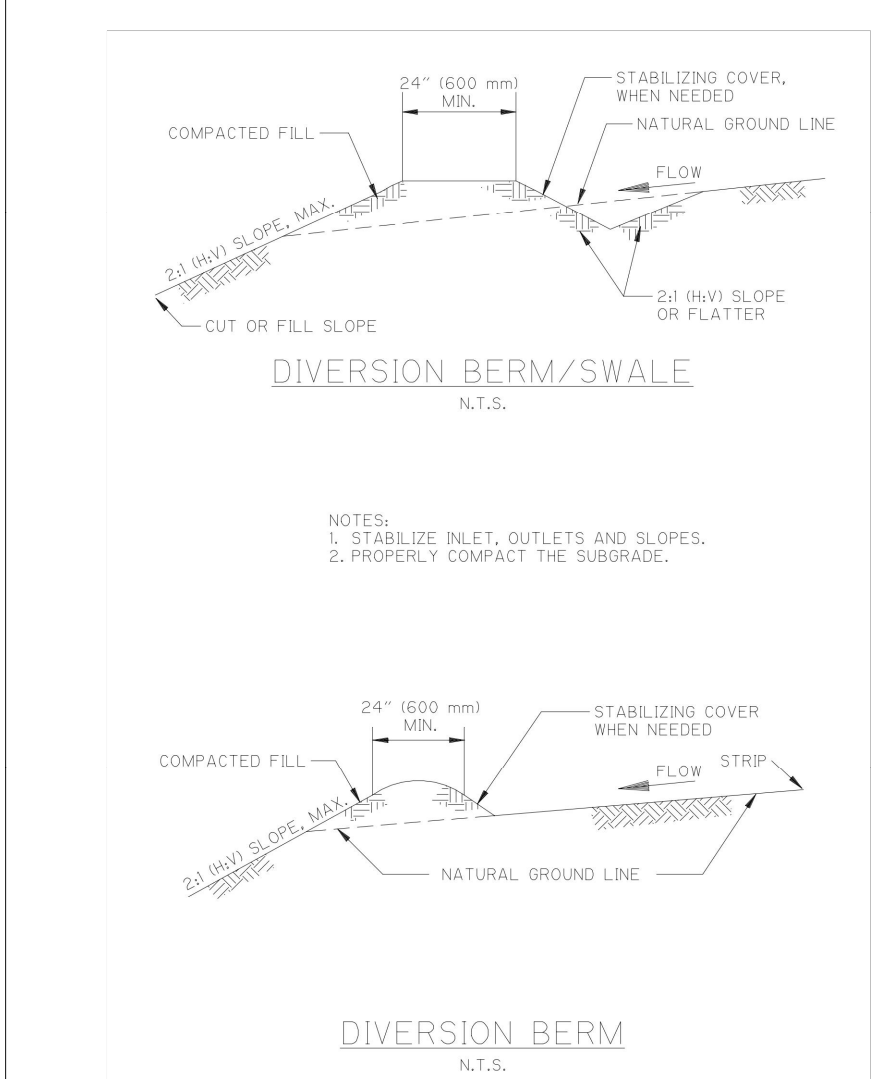 24" (600 mm)
MIN.
STABILIZING COVER,
WHEN NEEDED
COMPACTED FILL
NATURAL GROUND LINE
FLOW
2:1 (H:V) SLOPE, MAX.
2:1 (H:V) SLOPE
OR FLATTER
CUT OR FILL SLOPE
DIVERSION BERM/SWALE
N.T.S.
NOTES:
1. STABILIZE INLET, OUTLETS AND SLOPES.
2. PROPERLY COMPACT THE SUBGRADE.
24" (600 mm)
MIN.
STABILIZING COVER
WHEN NEEDED
COMPACTED FILL
STRIP
FLOW
2:1 (H:V) SLOPE, MAX.
NATURAL GROUND LINE
DIVERSION BERM
N.T.S.